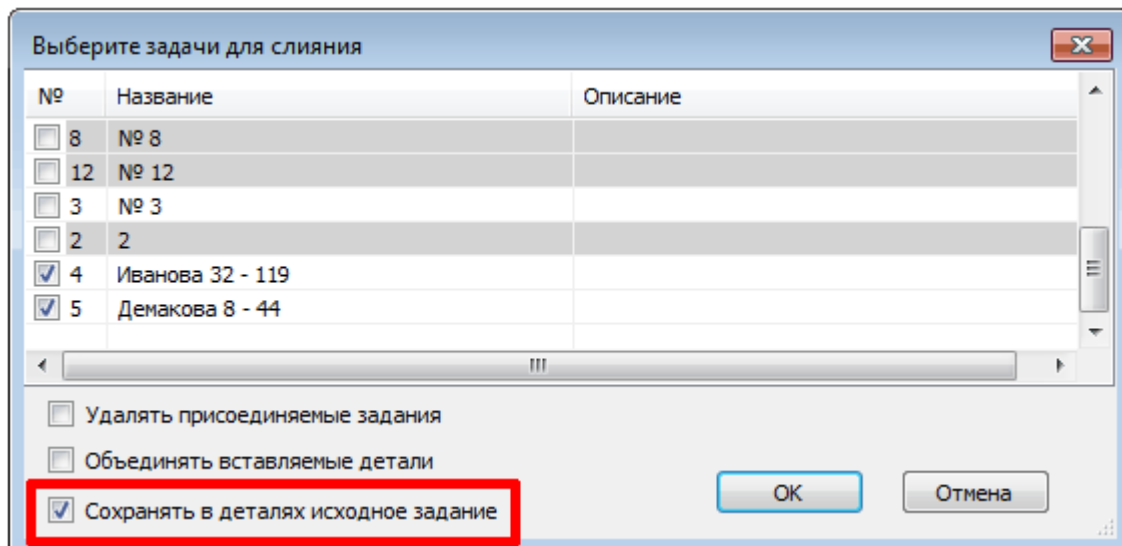 Выберите задачи для слияния
№ Название Описание
8 № 8
12 № 12
3 № 3
2 2
4 Иванова 32 - 119
5 Демакова 8 - 44
Удалять присоединяемые задания
Объединять вставляемые детали
Сохранять в деталях исходное задание
OK Отмена